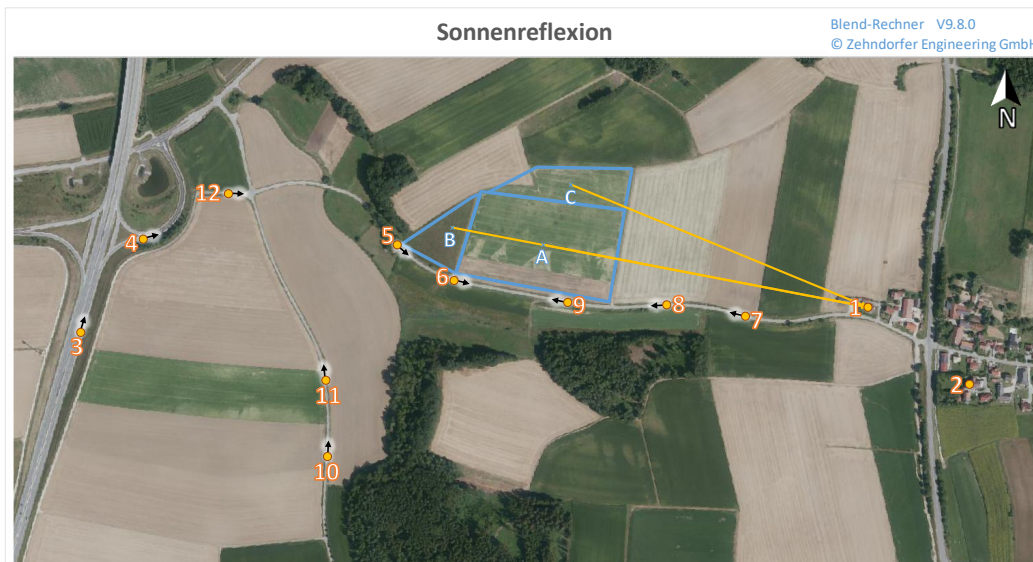 Sonnenreflexion
Blend-Rechner V9.8.0
© Zehndorfer Engineering GmbH
N
12
C
5
4
B
A
6
9
8
7
1
3
11
2
10